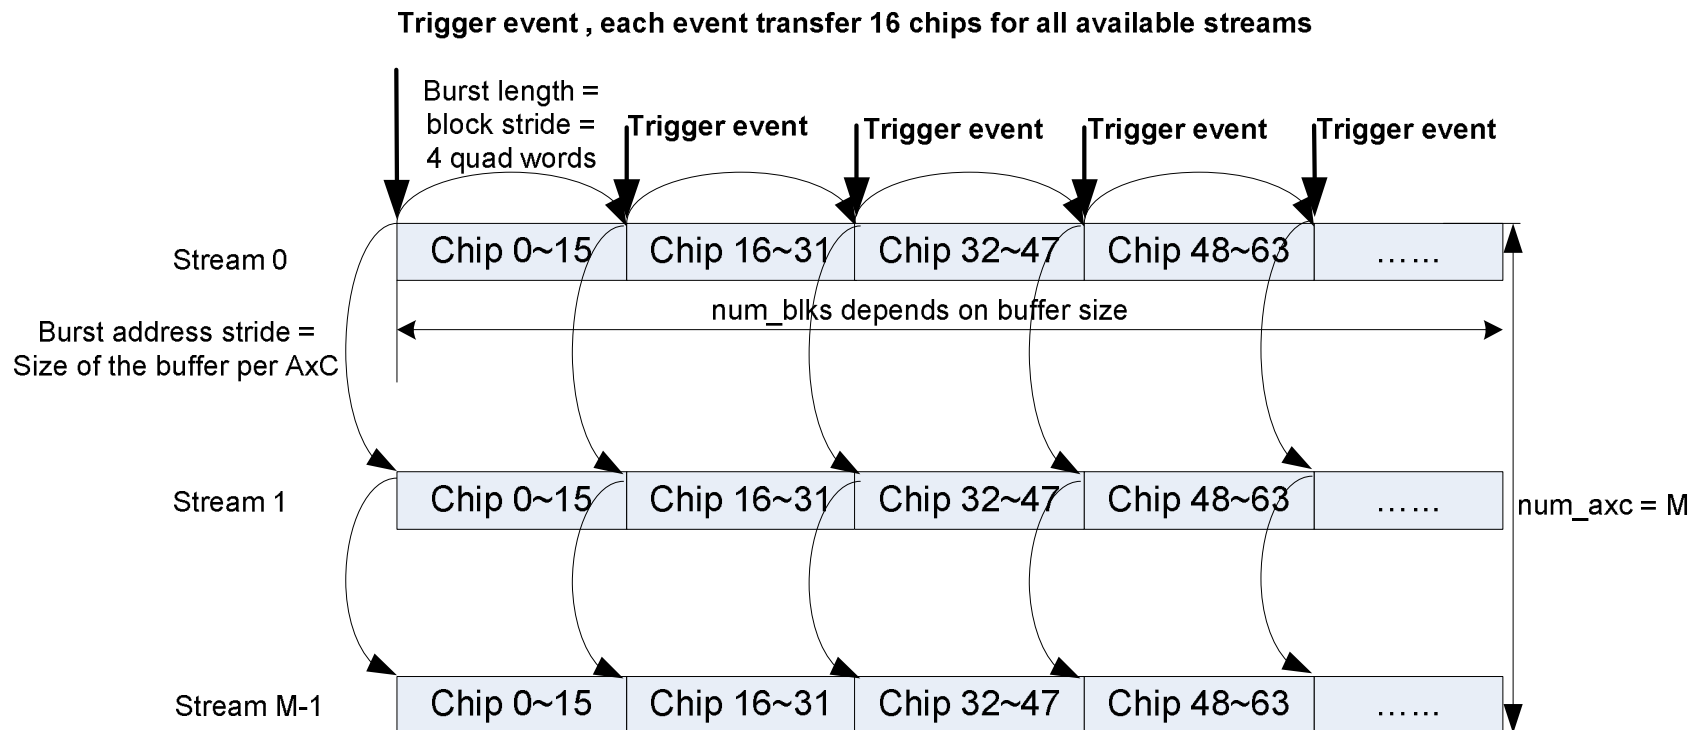 Trigger event , each event transfer 16 chips for all available streams
Burst length =
block stride =
4 quad words
Trigger event
Trigger event
Trigger event
Trigger event
Stream 0
Chip 0~15
Chip 16~31
Chip 32~47
Chip 48~63
……
num_blks depends on buffer size
Burst address stride =
Size of the buffer per AxC
Stream 1
Chip 0~15
Chip 16~31
Chip 32~47
Chip 48~63
……
num_axc = M
Stream M-1
Chip 0~15
Chip 16~31
Chip 32~47
Chip 48~63
……